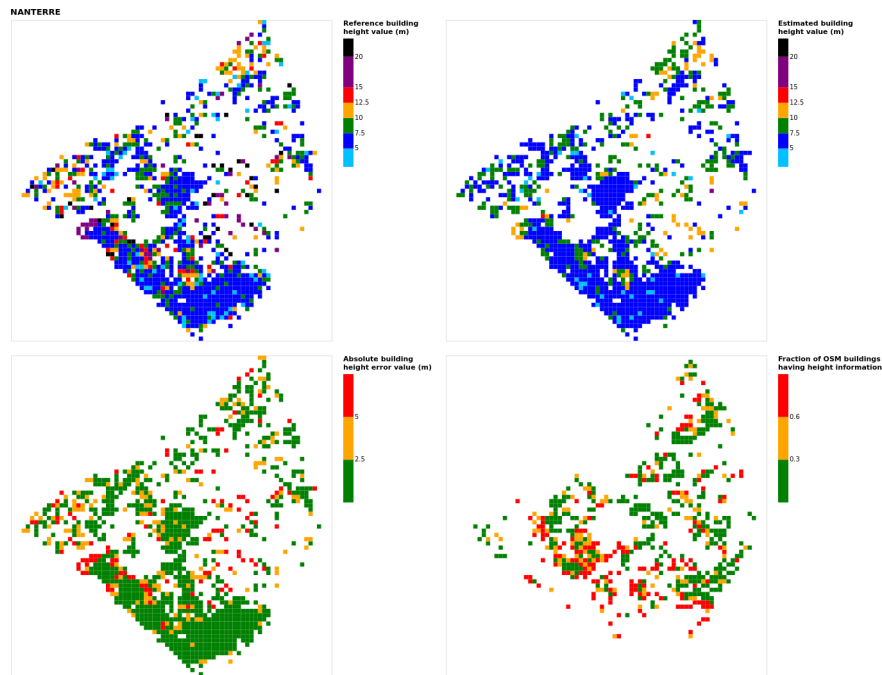 NANTERRE
Reference building
height value (m)
20
15
12.5
10
7.5
5
Estimated building
height value (m)
20
15
12.5
10
7.5
5
Absolute building
height error value (m)
5
2.5
Fraction of OSM buildings
having height information
0.6
0.3